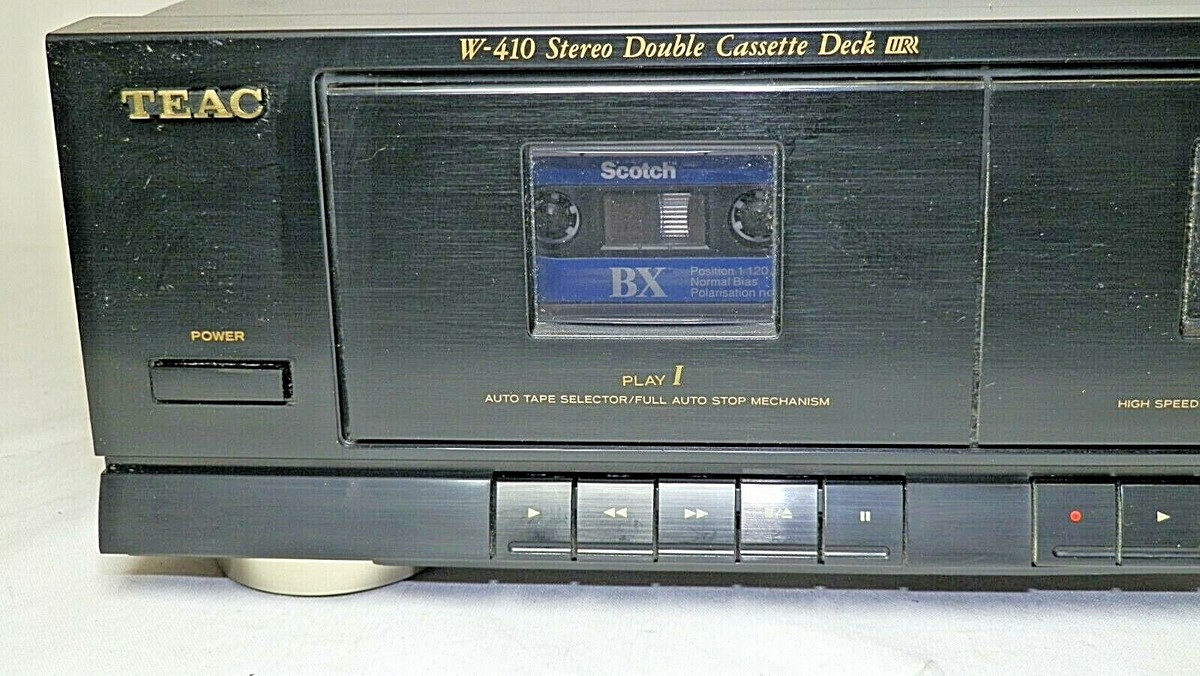 W-410 Stereo Double Cassette Deck
TEAC
Scotch
BX
Position 1 120
Normal Bias
Polarisation
POWER
PLAY I
AUTO TAPE SELECTOR/FULL AUTO STOP MECHANISM
HIGH SPEED